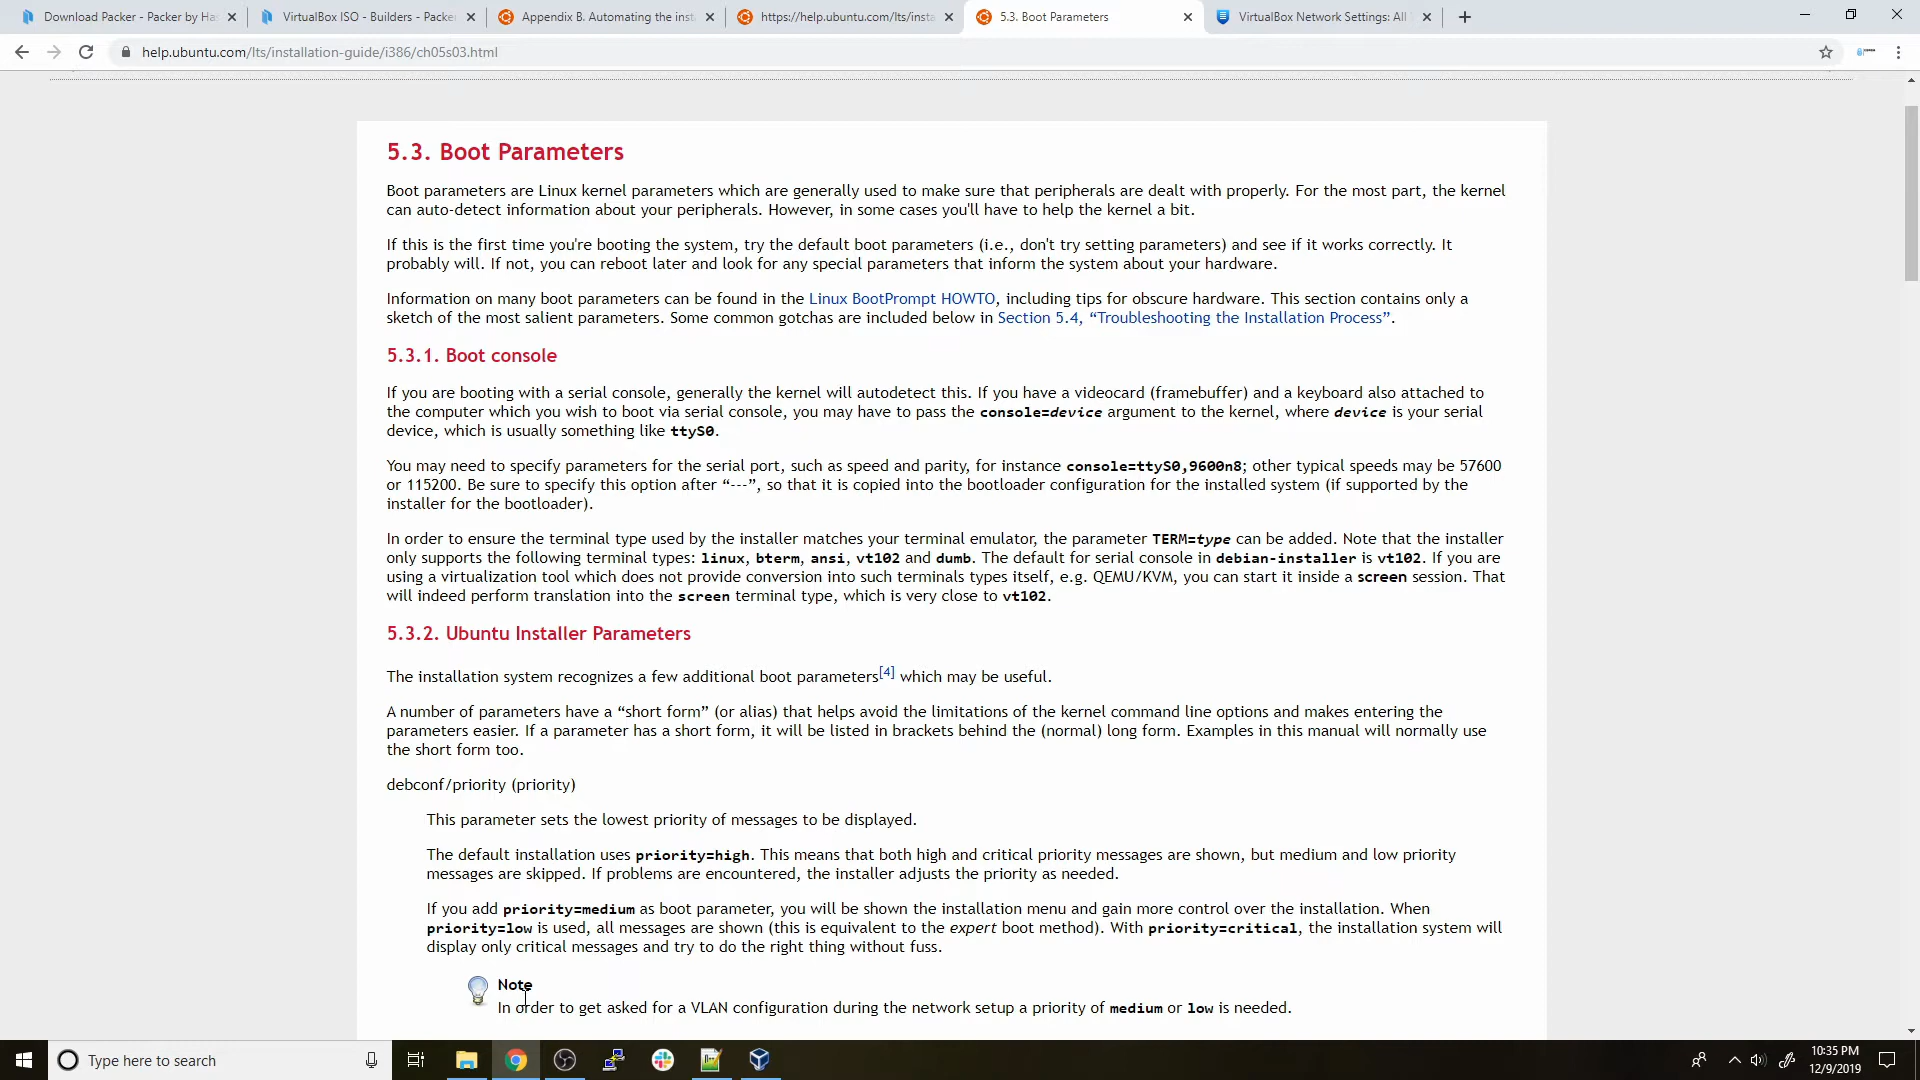 Download Packer - Packer by Ha
VirtualBox ISO - Builders - Packe
Appendix B. Automating the inst
https://help.ubuntu.com/lts/insta
5.3. Boot Parameters
VirtualBox Network Settings: All
help.ubuntu.com/lts/installation-guide/i386/ch05s03.html
5.3. Boot Parameters
Boot parameters are Linux kernel parameters which are generally used to make sure that peripherals are dealt with properly. For the most part, the kernel
can auto-detect information about your peripherals. However, in some cases you'll have to help the kernel a bit.
If this is the first time you're booting the system, try the default boot parameters (i.e., don't try setting parameters) and see if it works correctly. It
probably will. If not, you can reboot later and look for any special parameters that inform the system about your hardware.
Information on many boot parameters can be found in the Linux BootPrompt HOWTO, including tips for obscure hardware. This section contains only a
sketch of the most salient parameters. Some common gotchas are included below in Section 5.4, “Troubleshooting the Installation Process”.
5.3.1. Boot console
If you are booting with a serial console, generally the kernel will autodetect this. If you have a videocard (framebuffer) and a keyboard also attached to
the computer which you wish to boot via serial console, you may have to pass the console=device argument to the kernel, where device is your serial
device, which is usually something like ttyS0.
You may need to specify parameters for the serial port, such as speed and parity, for instance console=ttyS0,9600n8; other typical speeds may be 57600
or 115200. Be sure to specify this option after “---”, so that it is copied into the bootloader configuration for the installed system (if supported by the
installer for the bootloader).
In order to ensure the terminal type used by the installer matches your terminal emulator, the parameter TERM=type can be added. Note that the installer
only supports the following terminal types: linux, bterm, ansi, vt102 and dumb. The default for serial console in debian-installer is vt102. If you are
using a virtualization tool which does not provide conversion into such terminals types itself, e.g. QEMU/KVM, you can start it inside a screen session. That
will indeed perform translation into the screen terminal type, which is very close to vt102.
5.3.2. Ubuntu Installer Parameters
The installation system recognizes a few additional boot parameters[4] which may be useful.
A number of parameters have a “short form” (or alias) that helps avoid the limitations of the kernel command line options and makes entering the
parameters easier. If a parameter has a short form, it will be listed in brackets behind the (normal) long form. Examples in this manual will normally use
the short form too.
debconf/priority (priority)
This parameter sets the lowest priority of messages to be displayed.
The default installation uses priority=high. This means that both high and critical priority messages are shown, but medium and low priority
messages are skipped. If problems are encountered, the installer adjusts the priority as needed.
If you add priority=medium as boot parameter, you will be shown the installation menu and gain more control over the installation. When
priority=low is used, all messages are shown (this is equivalent to the expert boot method). With priority=critical, the installation system will
display only critical messages and try to do the right thing without fuss.
Note
In order to get asked for a VLAN configuration during the network setup a priority of medium or low is needed.
Type here to search
10:35 PM
12/9/2019